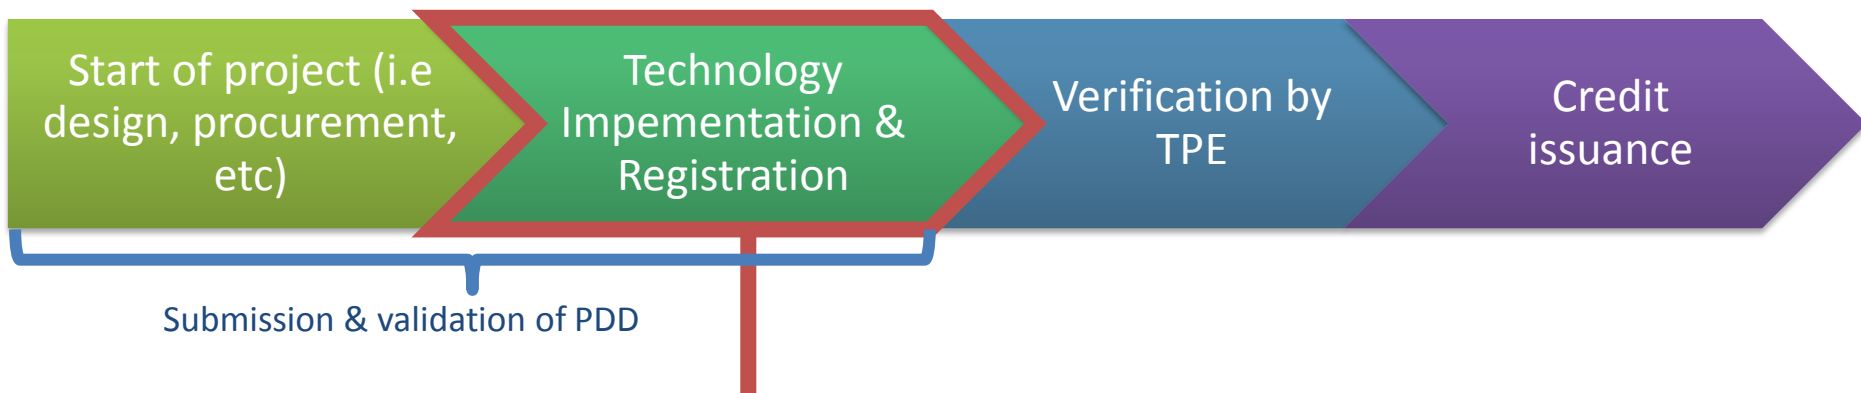 Start of project (i.e
design, procurement,
etc)
Technology
Impementation &
Registration
Verification by
TPE
Credit
issuance
Submission & validation of PDD